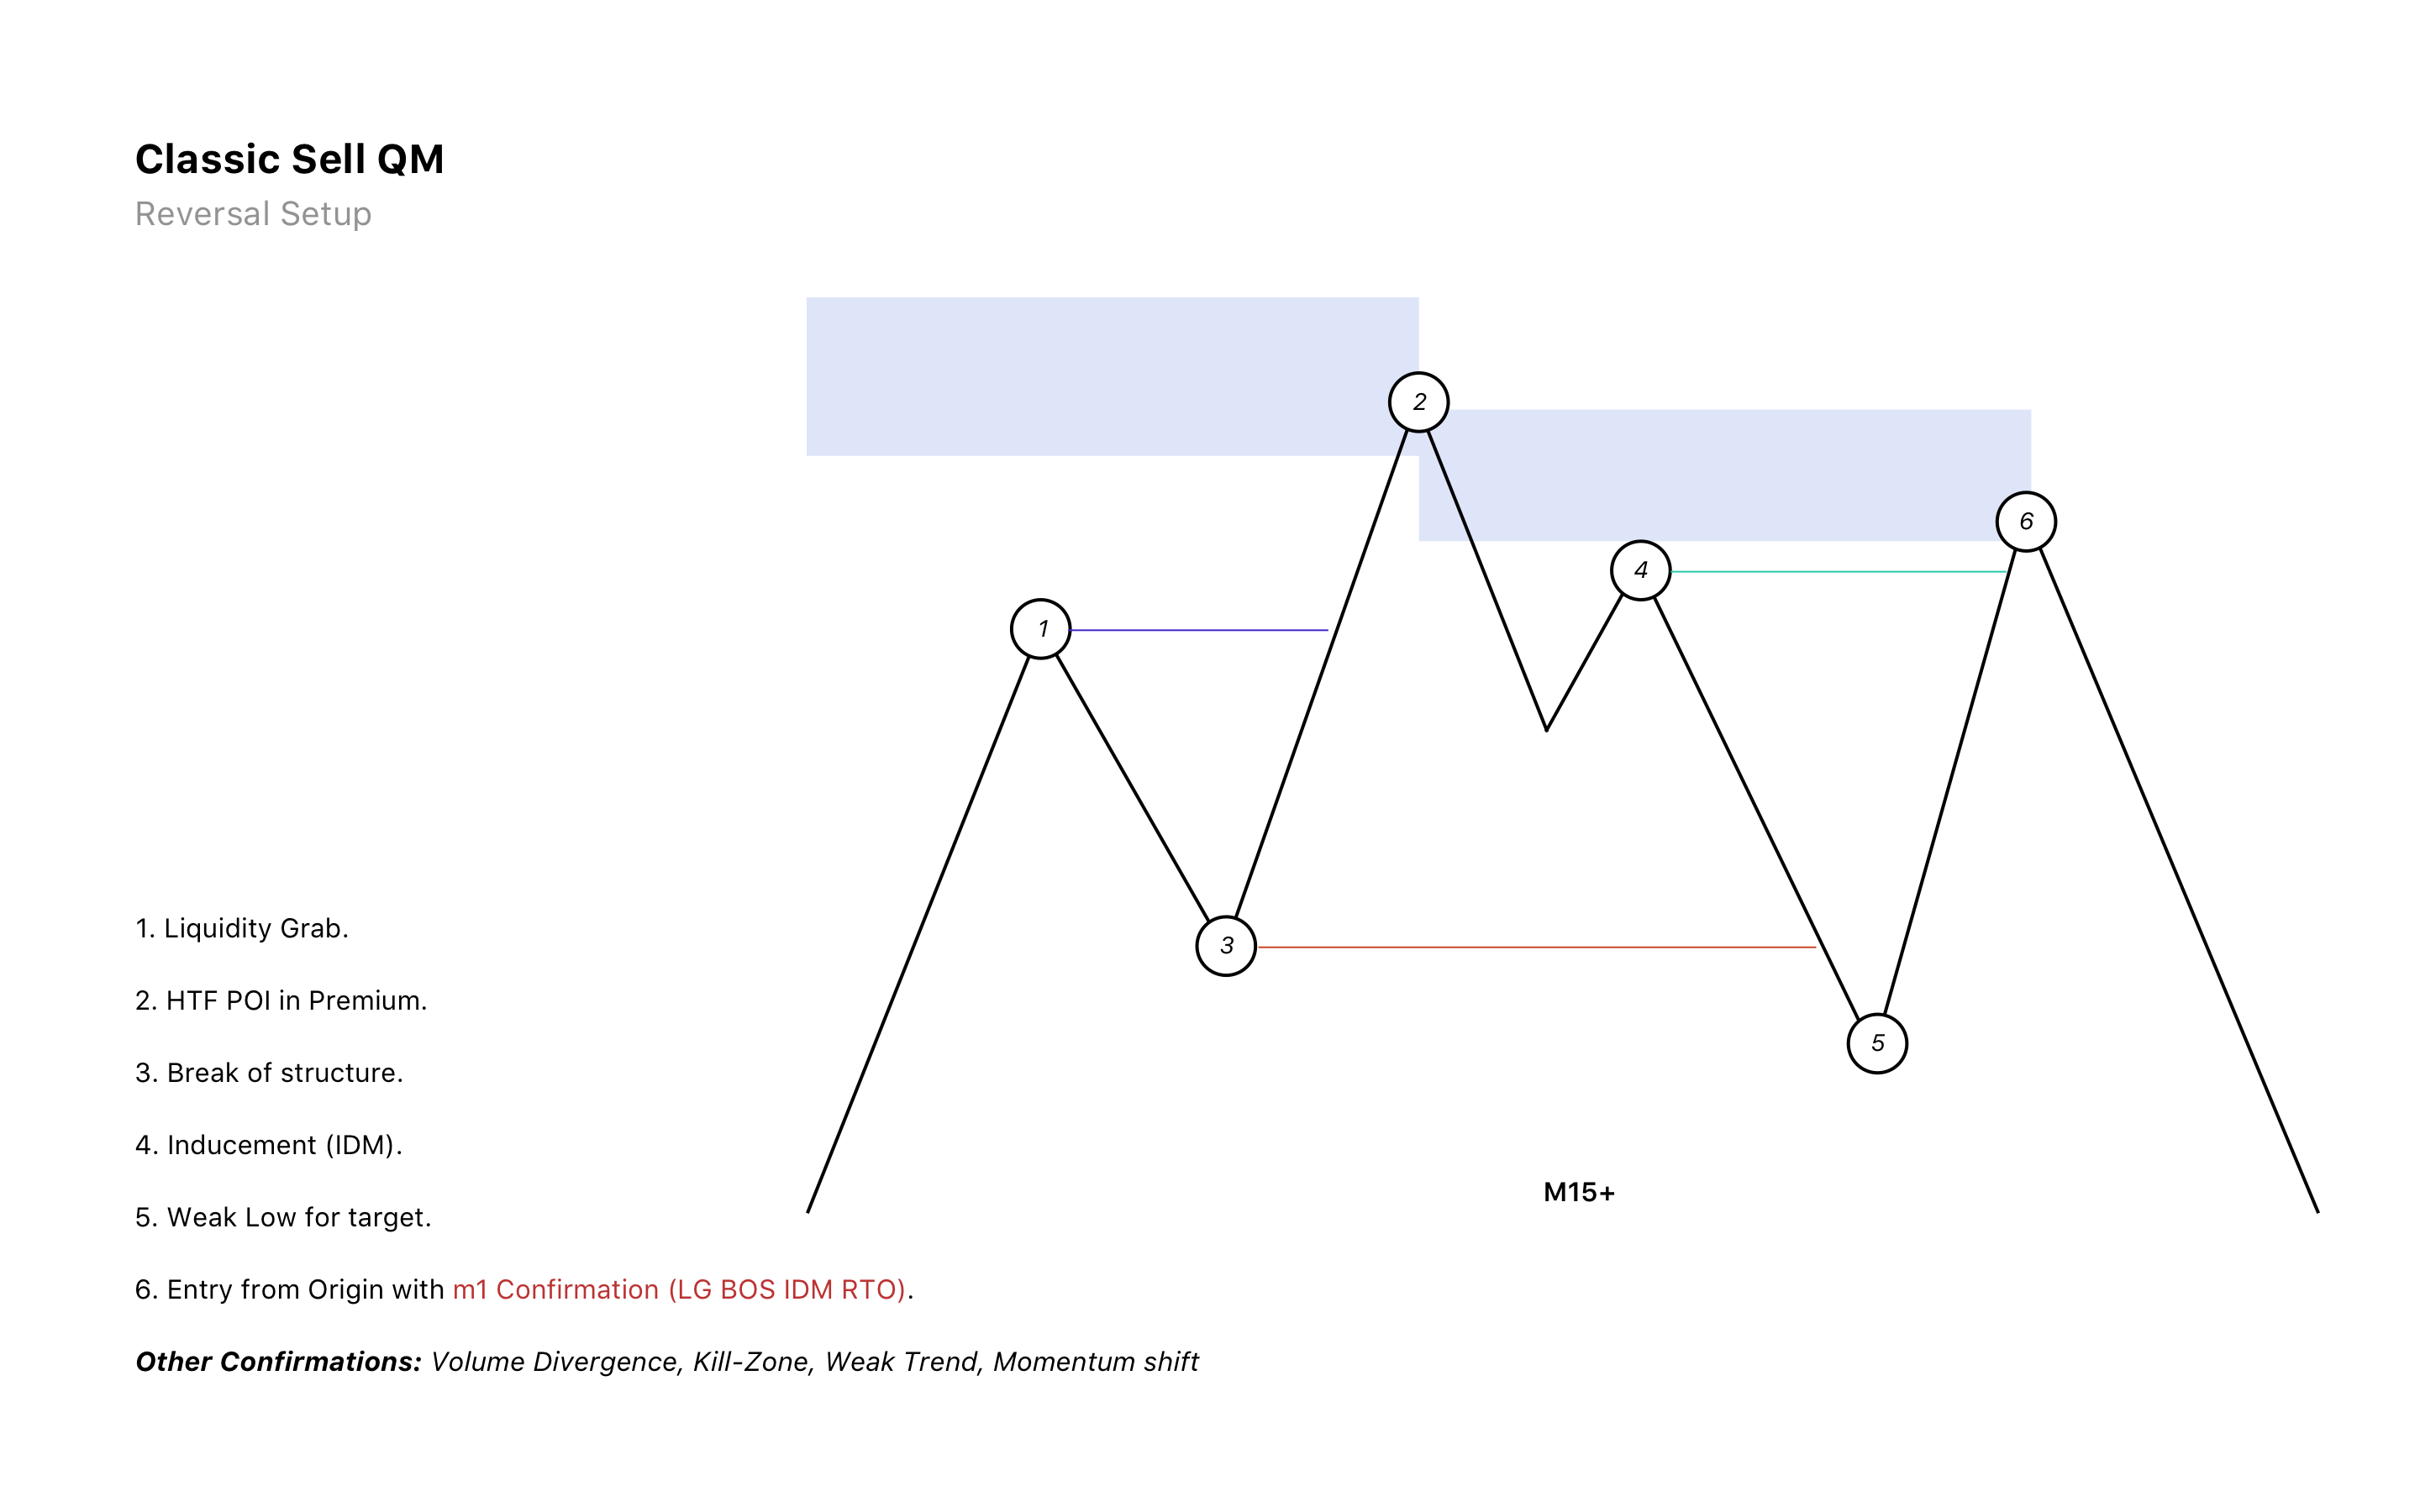 Classic Sell QM
Reversal Setup
2
6
4
1
3
5
M15+
1. Liquidity Grab.
2. HTF POI in Premium.
3. Break of structure.
4. Inducement (IDM).
5. Weak Low for target.
6. Entry from Origin with m1 Confirmation (LG BOS IDM RTO).
Other Confirmations: Volume Divergence, Kill-Zone, Weak Trend, Momentum shift